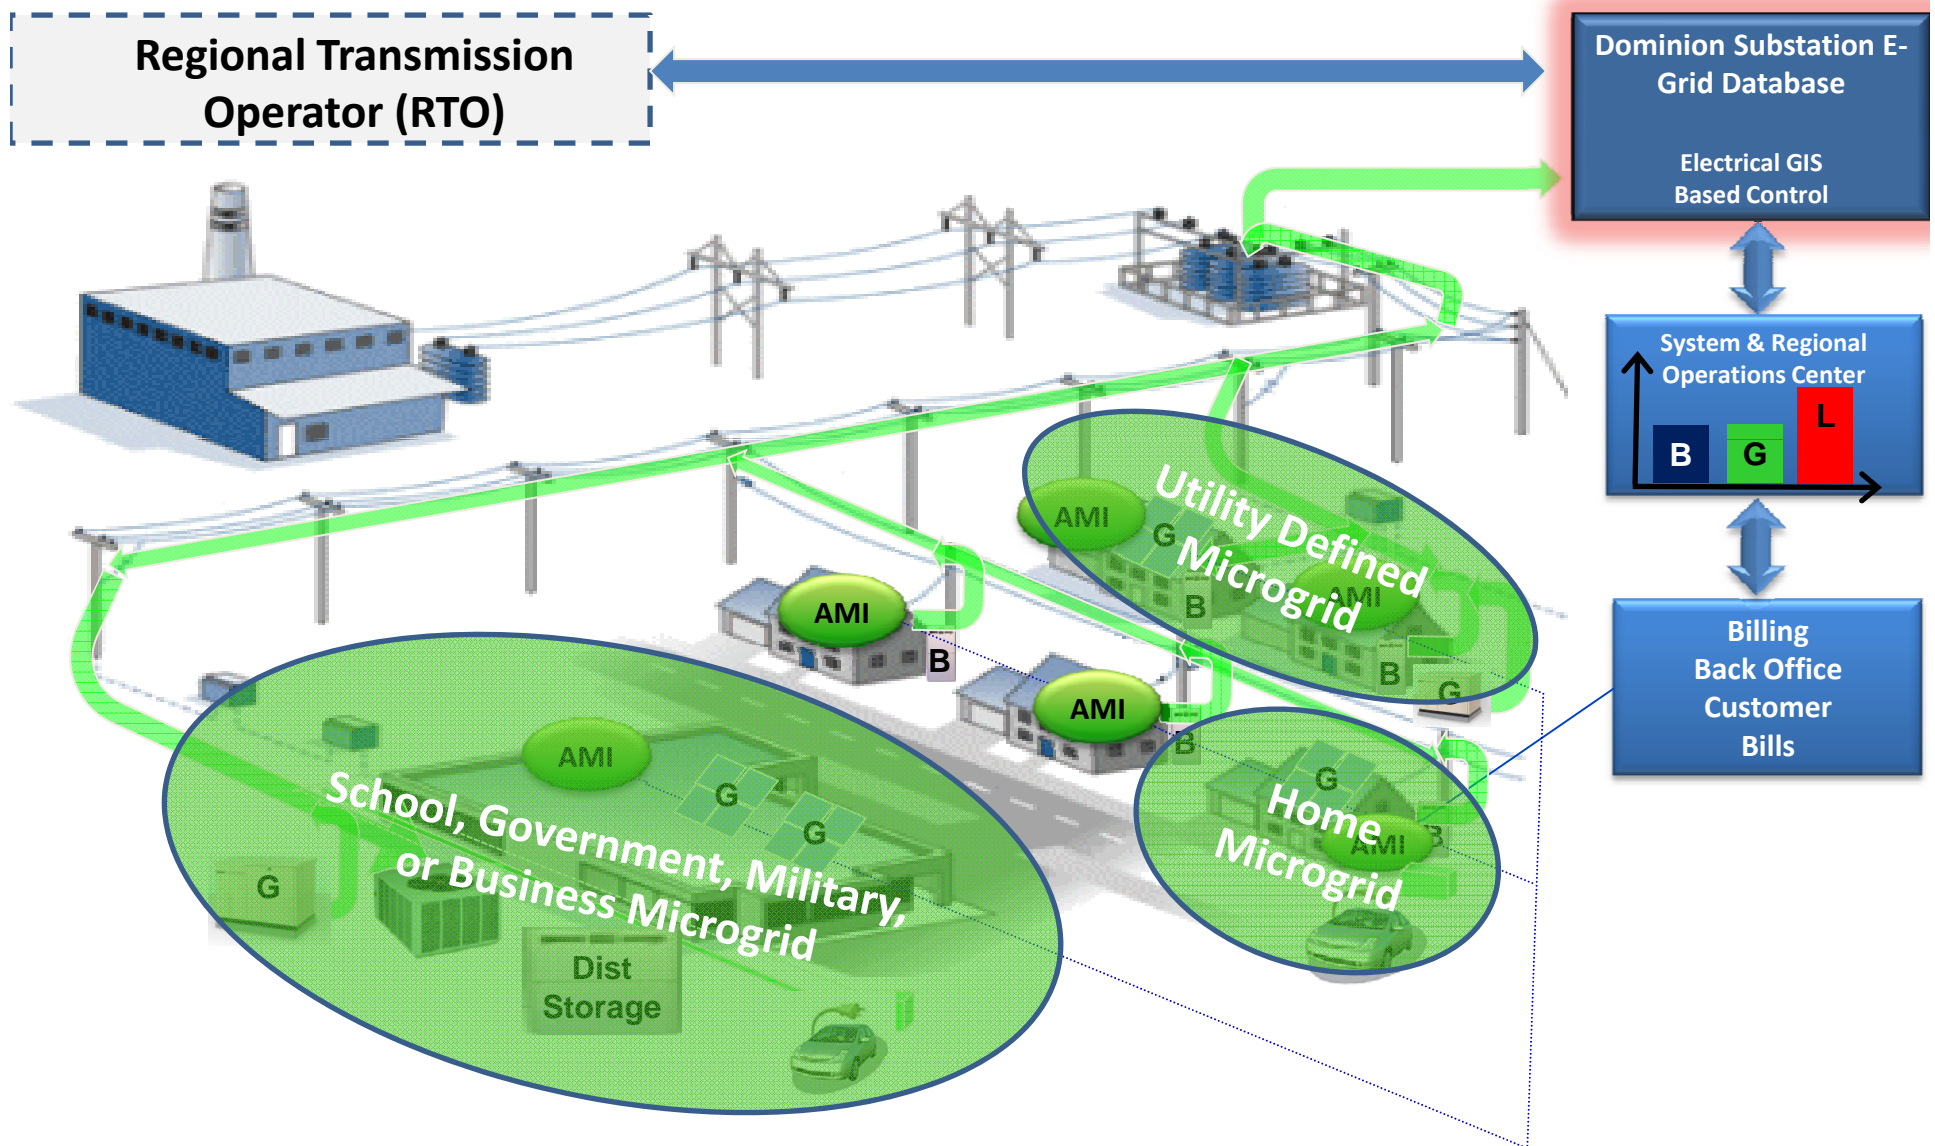 Regional Transmission
Operator (RTO)
Dominion Substation E-
Grid Database
Electrical GIS
Based Control
System & Regional
Operations Center
B
G
L
Billing
Back Office
Customer
Bills
Utility Defined
Microgrid
AMI
G
B
AMI
B
G
AMI
B
AMI
B
Home
Microgrid
G
AMI
B
School, Government, Military,
or Business Microgrid
AMI
G
G
G
Dist
Storage